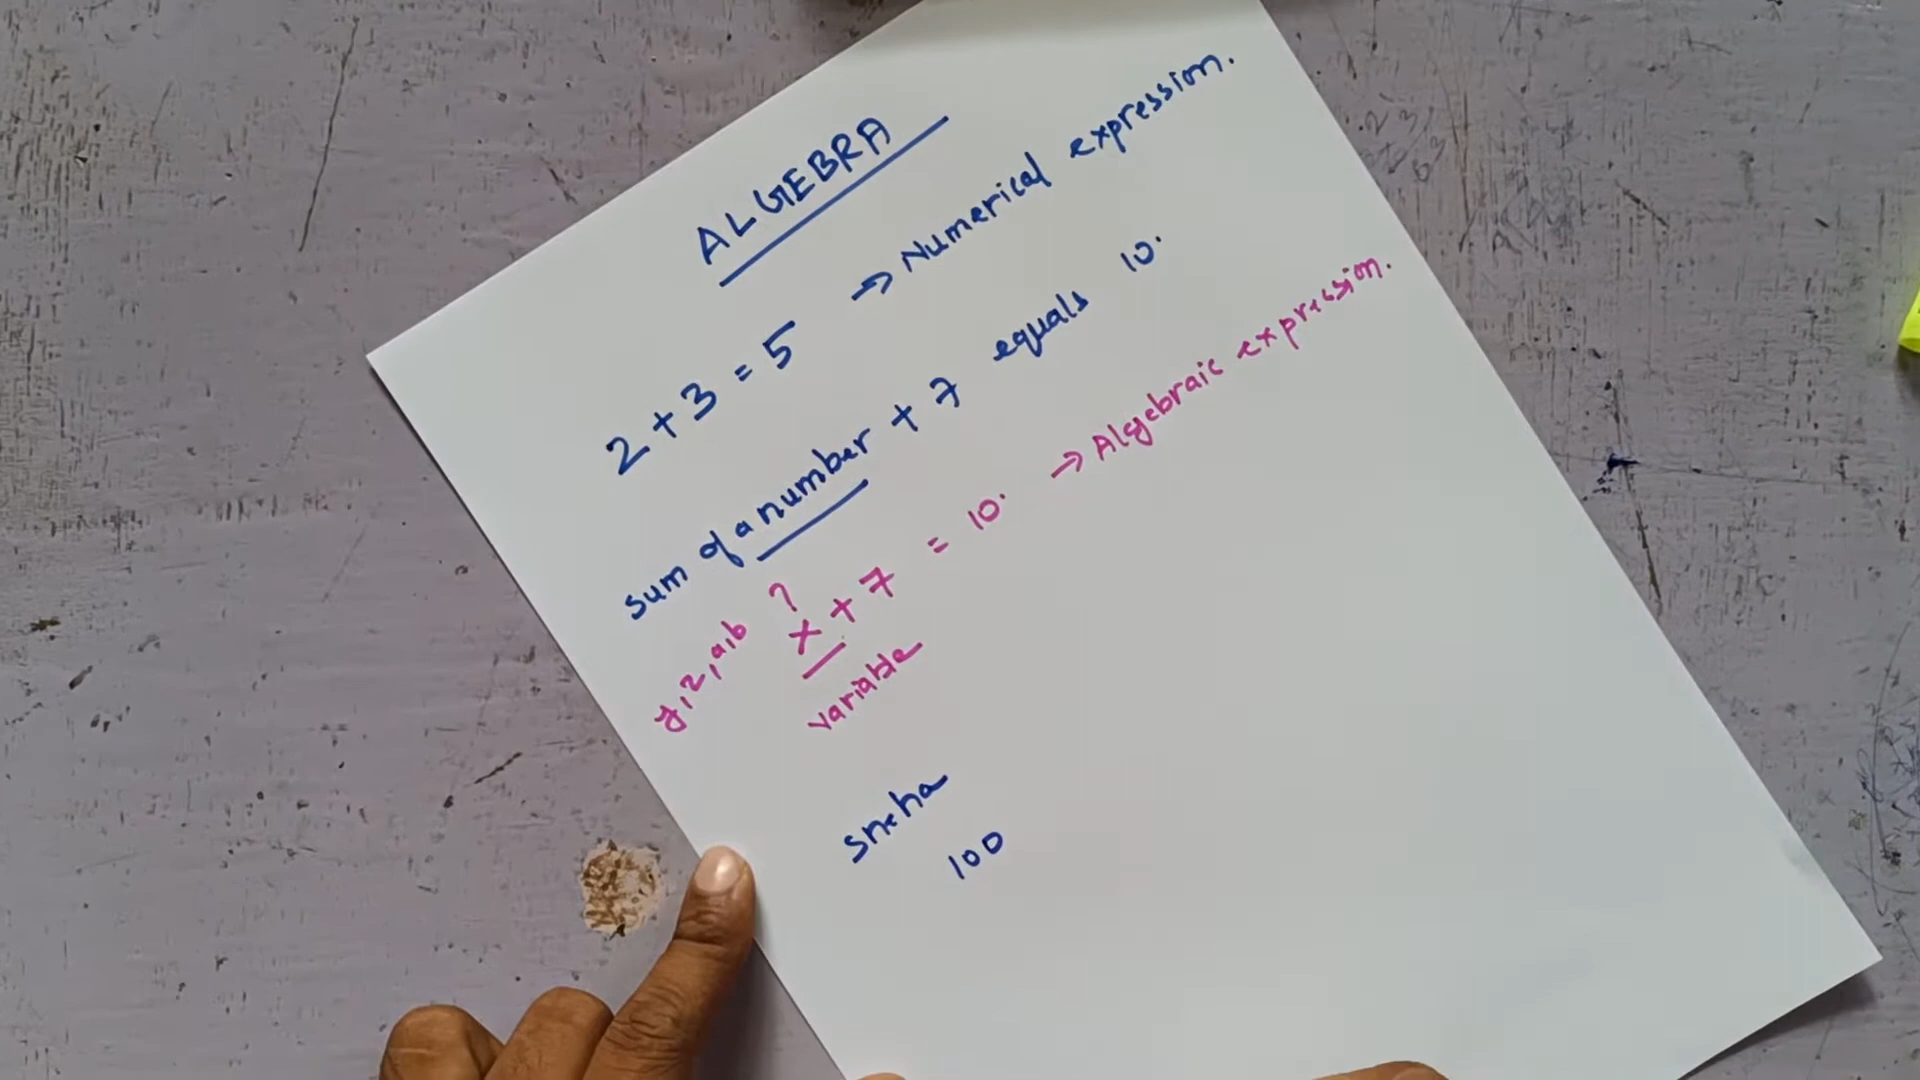 ALGEBRA
2 + 3 = 5 → Numerical expression.
sum of a number + 7 equals 10.
?
y, z, a, b x + 7 = 10. → Algebraic expression.
variable
sneha
100